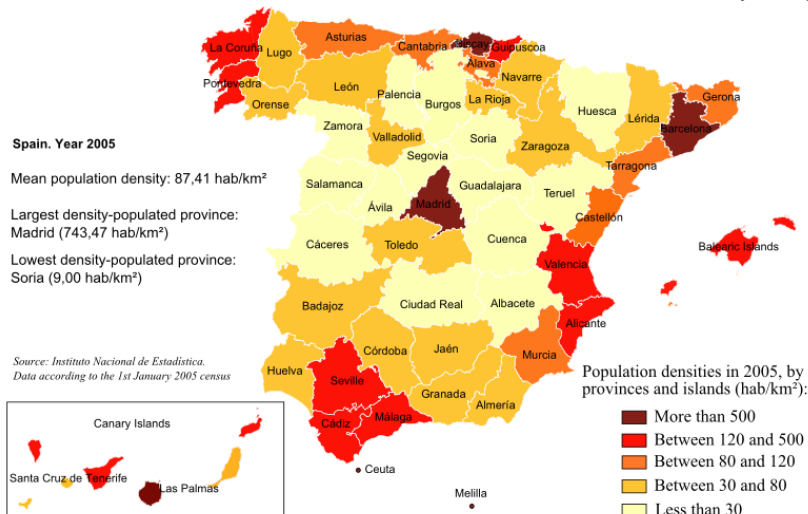 La Coruña
Lugo
Asturias
Cantabria
Biscay
Guipuscoa
Álava
Navarre
Pontevedra
Orense
León
Palencia
Burgos
La Rioja
Huesca
Lérida
Gerona
Barcelona
Zamora
Valladolid
Soria
Zaragoza
Tarragona
Segovia
Salamanca
Ávila
Madrid
Guadalajara
Teruel
Castellón
Cáceres
Toledo
Cuenca
Valencia
Balearic Islands
Badajoz
Ciudad Real
Albacete
Alicante
Murcia
Huelva
Seville
Córdoba
Jaén
Granada
Almería
Cádiz
Málaga
Ceuta
Melilla
Spain. Year 2005
Mean population density: 87,41 hab/km²
Largest density-populated province:
Madrid (743,47 hab/km²)
Lowest density-populated province:
Soria (9,00 hab/km²)
Source: Instituto Nacional de Estadística.
Data according to the 1st January 2005 census
Canary Islands
Santa Cruz de Tenerife
Las Palmas
Population densities in 2005, by
provinces and islands (hab/km²):
More than 500
Between 120 and 500
Between 80 and 120
Between 30 and 80
Less than 30